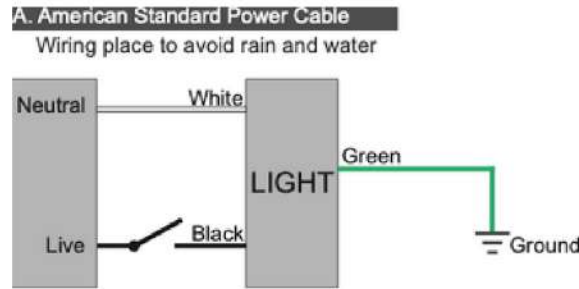 A. American Standard Power Cable
Wiring place to avoid rain and water
Neutral
White
Green
LIGHT
Live
Black
Ground